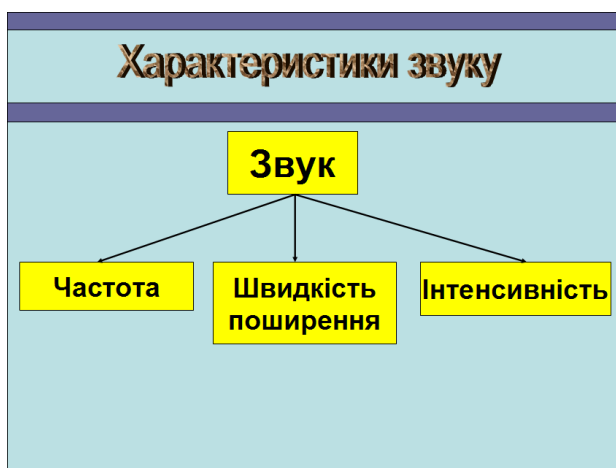 Характеристики звуку
Звук
Частота
Швидкість
поширення
Інтенсивність